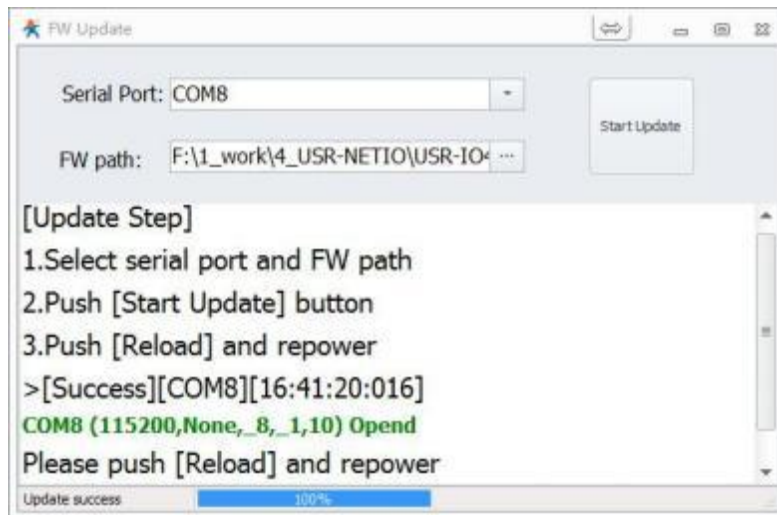 FW Update
Serial Port: COM8
FW path: F:\1_work\4_USR-NETIO\USR-IO4 ...
Start Update
[Update Step]
1.Select serial port and FW path
2.Push [Start Update] button
3.Push [Reload] and repower
>[Success][COM8][16:41:20:016]
COM8 (115200,None,_8,_1,10) Opend
Please push [Reload] and repower
Update success 100%